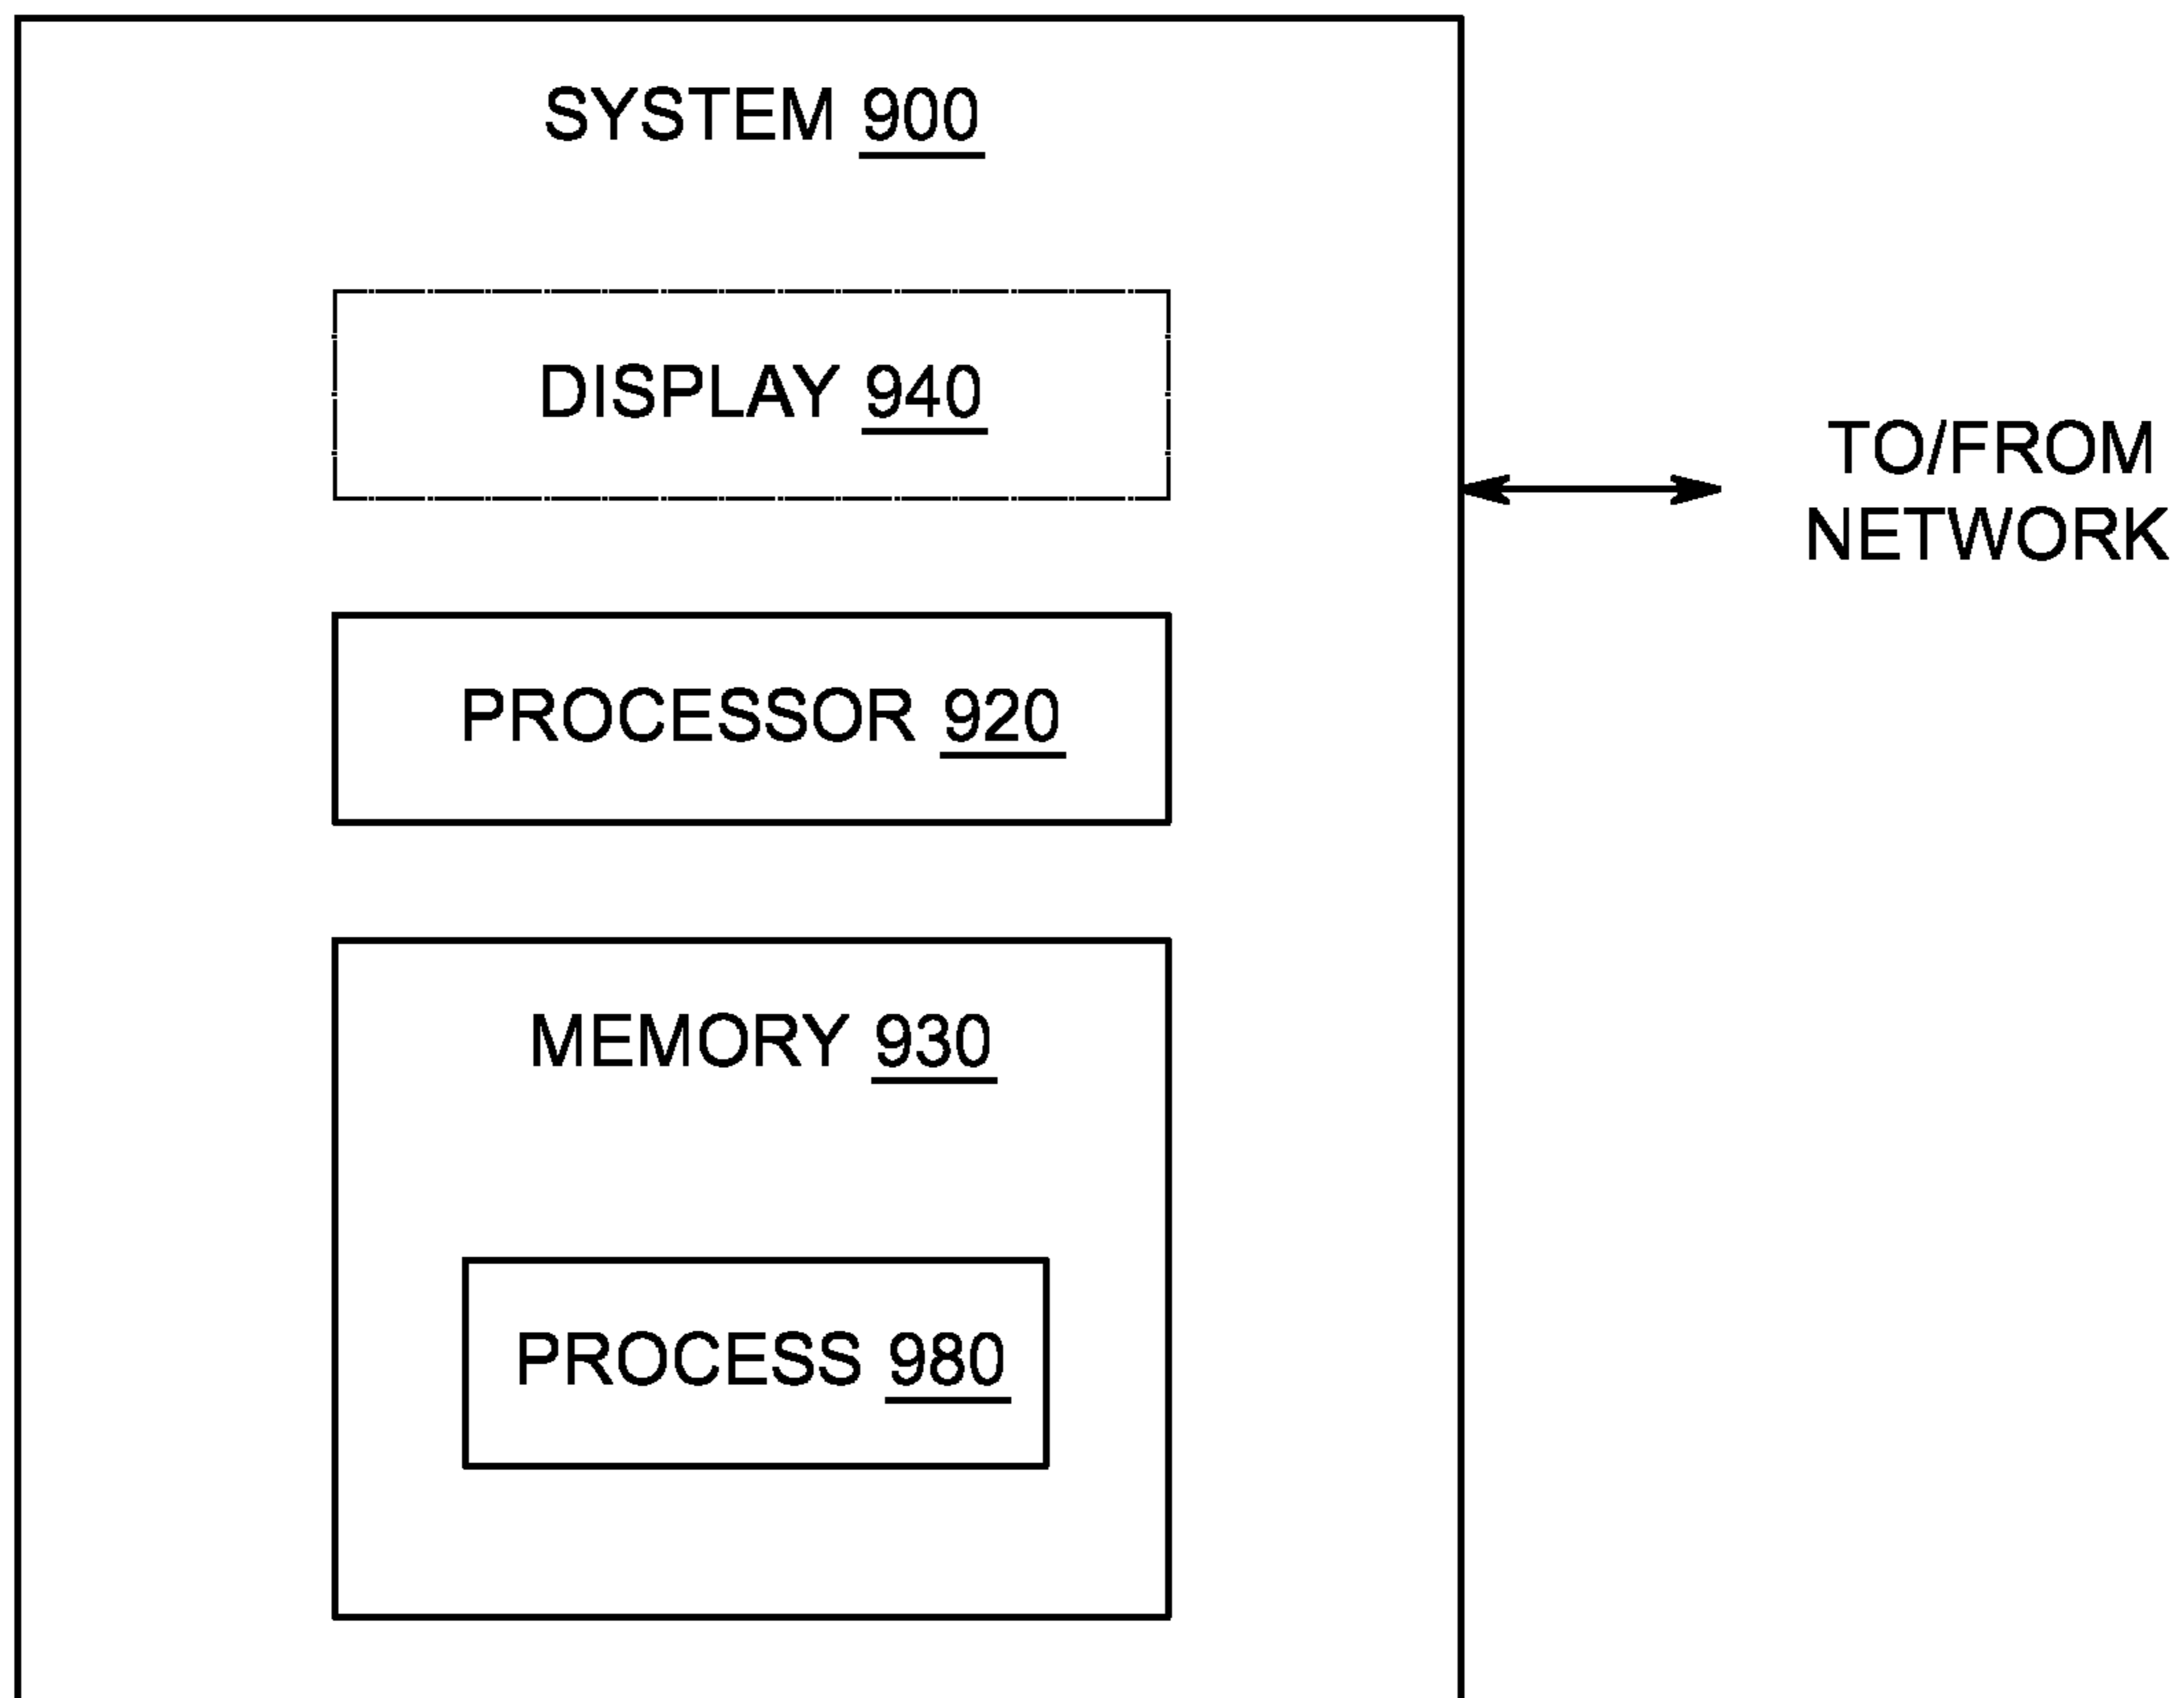 SYSTEM 900
DISPLAY 940
TO/FROM
NETWORK
PROCESSOR 920
MEMORY 930
PROCESS 980